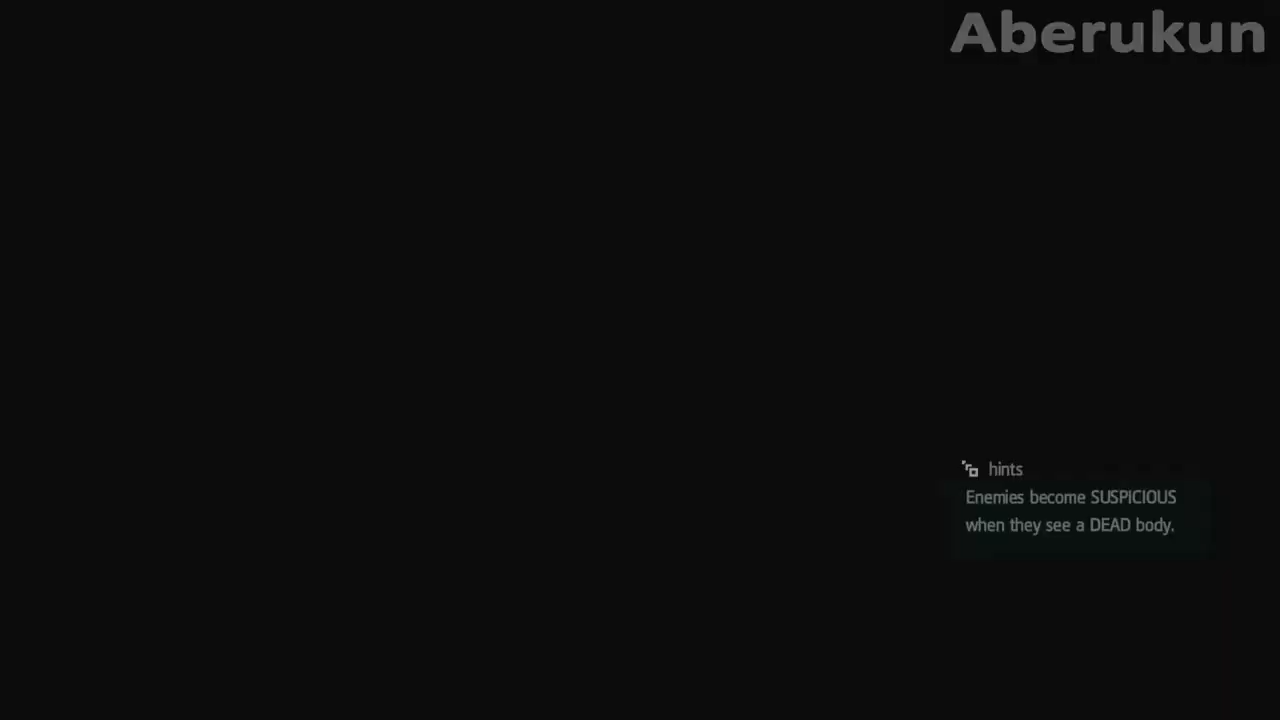 Aberukun
hints
Enemies become SUSPICIOUS
when they see a DEAD body.